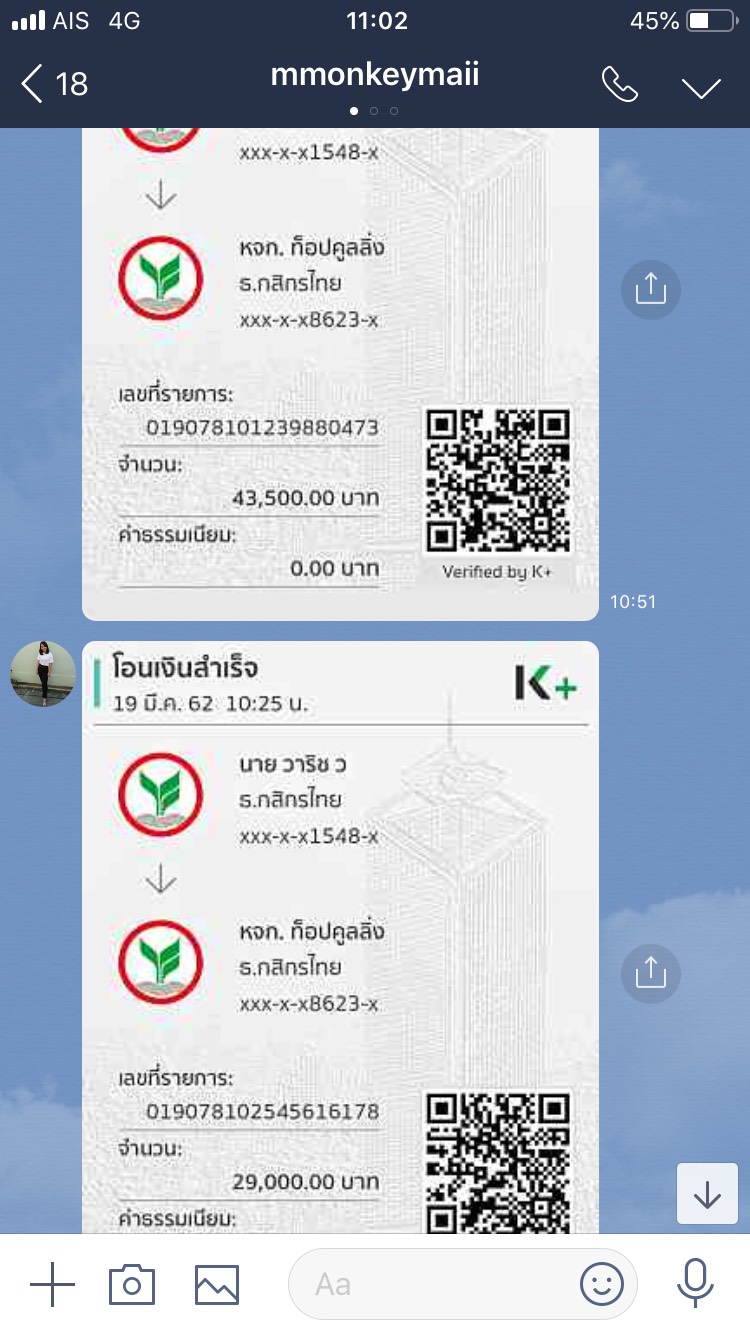 AIS 4G 11:02 45%
18 mmonkeymaii
xxx-x-x1548-x
หจก. ท็อปคูลลิ่ง
ธ.กสิกรไทย
xxx-x-x8623-x
เลขที่รายการ:
019078101239880473
จำนวน:
43,500.00 บาท
ค่าธรรมเนียม:
0.00 บาท
Verified by K+
10:51
โอนเงินสำเร็จ
19 มี.ค. 62 10:25 น.
K+
นาย วาริช ว
ธ.กสิกรไทย
xxx-x-x1548-x
หจก. ท็อปคูลลิ่ง
ธ.กสิกรไทย
xxx-x-x8623-x
เลขที่รายการ:
019078102545616178
จำนวน:
29,000.00 บาท
ค่าธรรมเนียม:
Aa